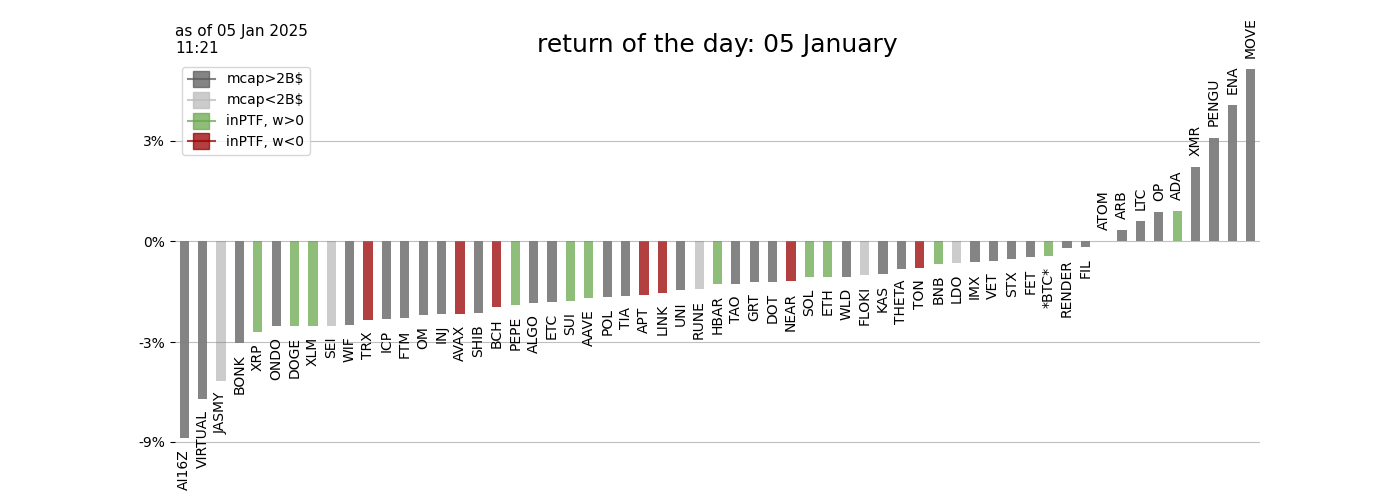 as of 05 Jan 2025
11:21
return of the day: 05 January
mcap>2B$
mcap<2B$
inPTF, w>0
inPTF, w<0
3%
0%
-3%
-9%
AI16Z
VIRTUAL
JASMY
BONK
XRP
ONDO
DOGE
XLM
SEI
WIF
TRX
ICP
FTM
OM
INJ
AVAX
SHIB
BCH
PEPE
ALGO
ETC
SUI
AAVE
POL
TIA
APT
LINK
UNI
RUNE
HBAR
TAO
GRT
DOT
NEAR
SOL
ETH
WLD
FLOKI
KAS
THETA
TON
BNB
LDO
IMX
VET
STX
FET
*BTC*
RENDER
FIL
ATOM
ARB
LTC
OP
ADA
XMR
PENGU
ENA
MOVE